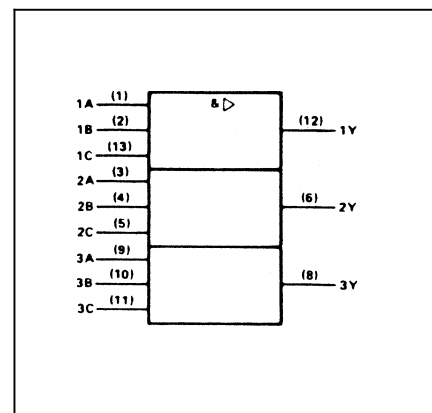 & ▷
1A (1)
1B (2)
1C (13)
(12) 1Y
2A (3)
2B (4)
2C (5)
(6) 2Y
3A (9)
3B (10)
3C (11)
(8) 3Y